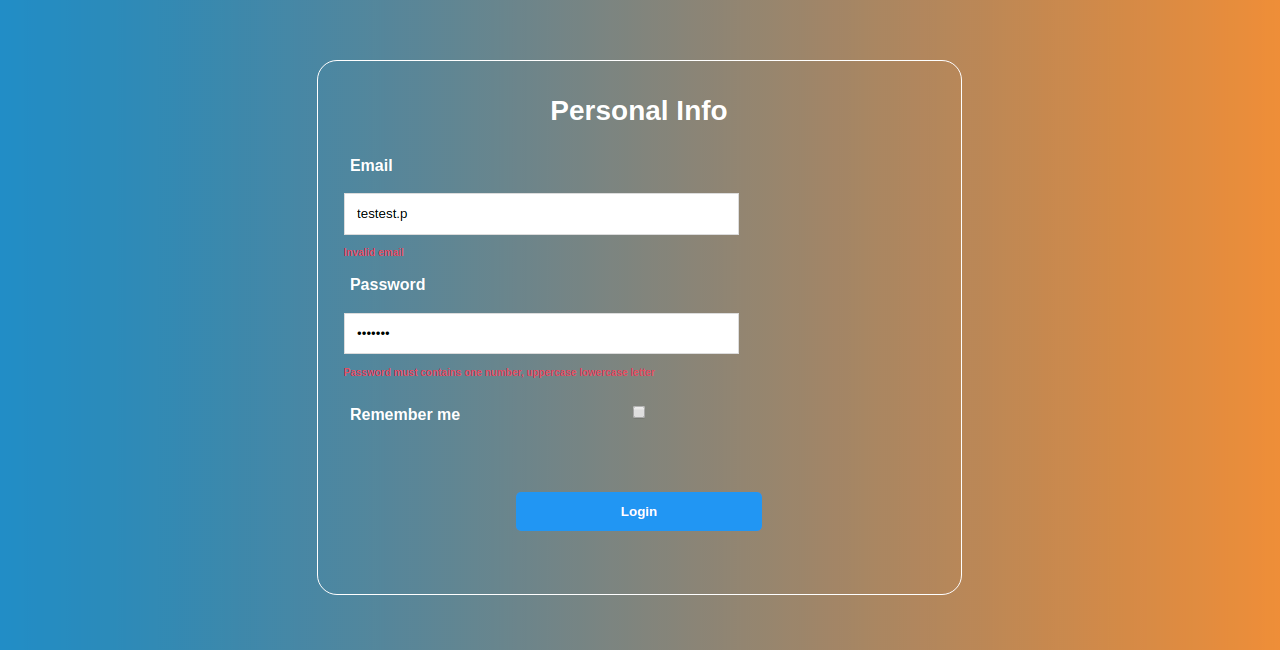 Personal Info
Email
testest.p
Invalid email
Password
•••••••
Password must contains one number, uppercase lowercase letter
Remember me
Login